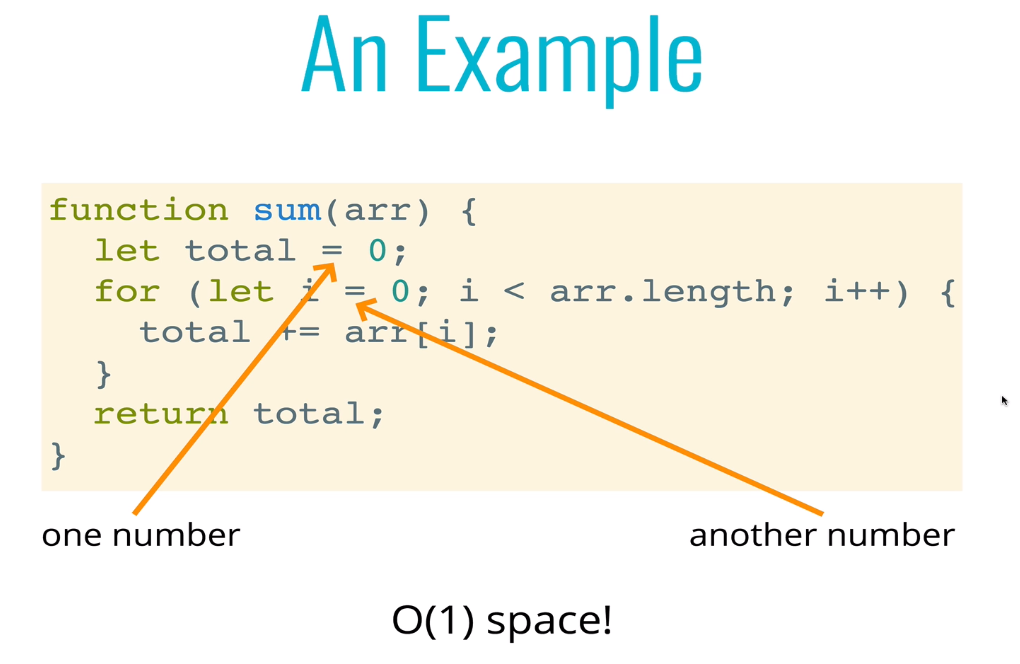 An Example
function sum(arr) {
  let total = 0;
  for (let i = 0; i < arr.length; i++) {
    total += arr[i];
  }
  return total;
}
one number
another number
O(1) space!